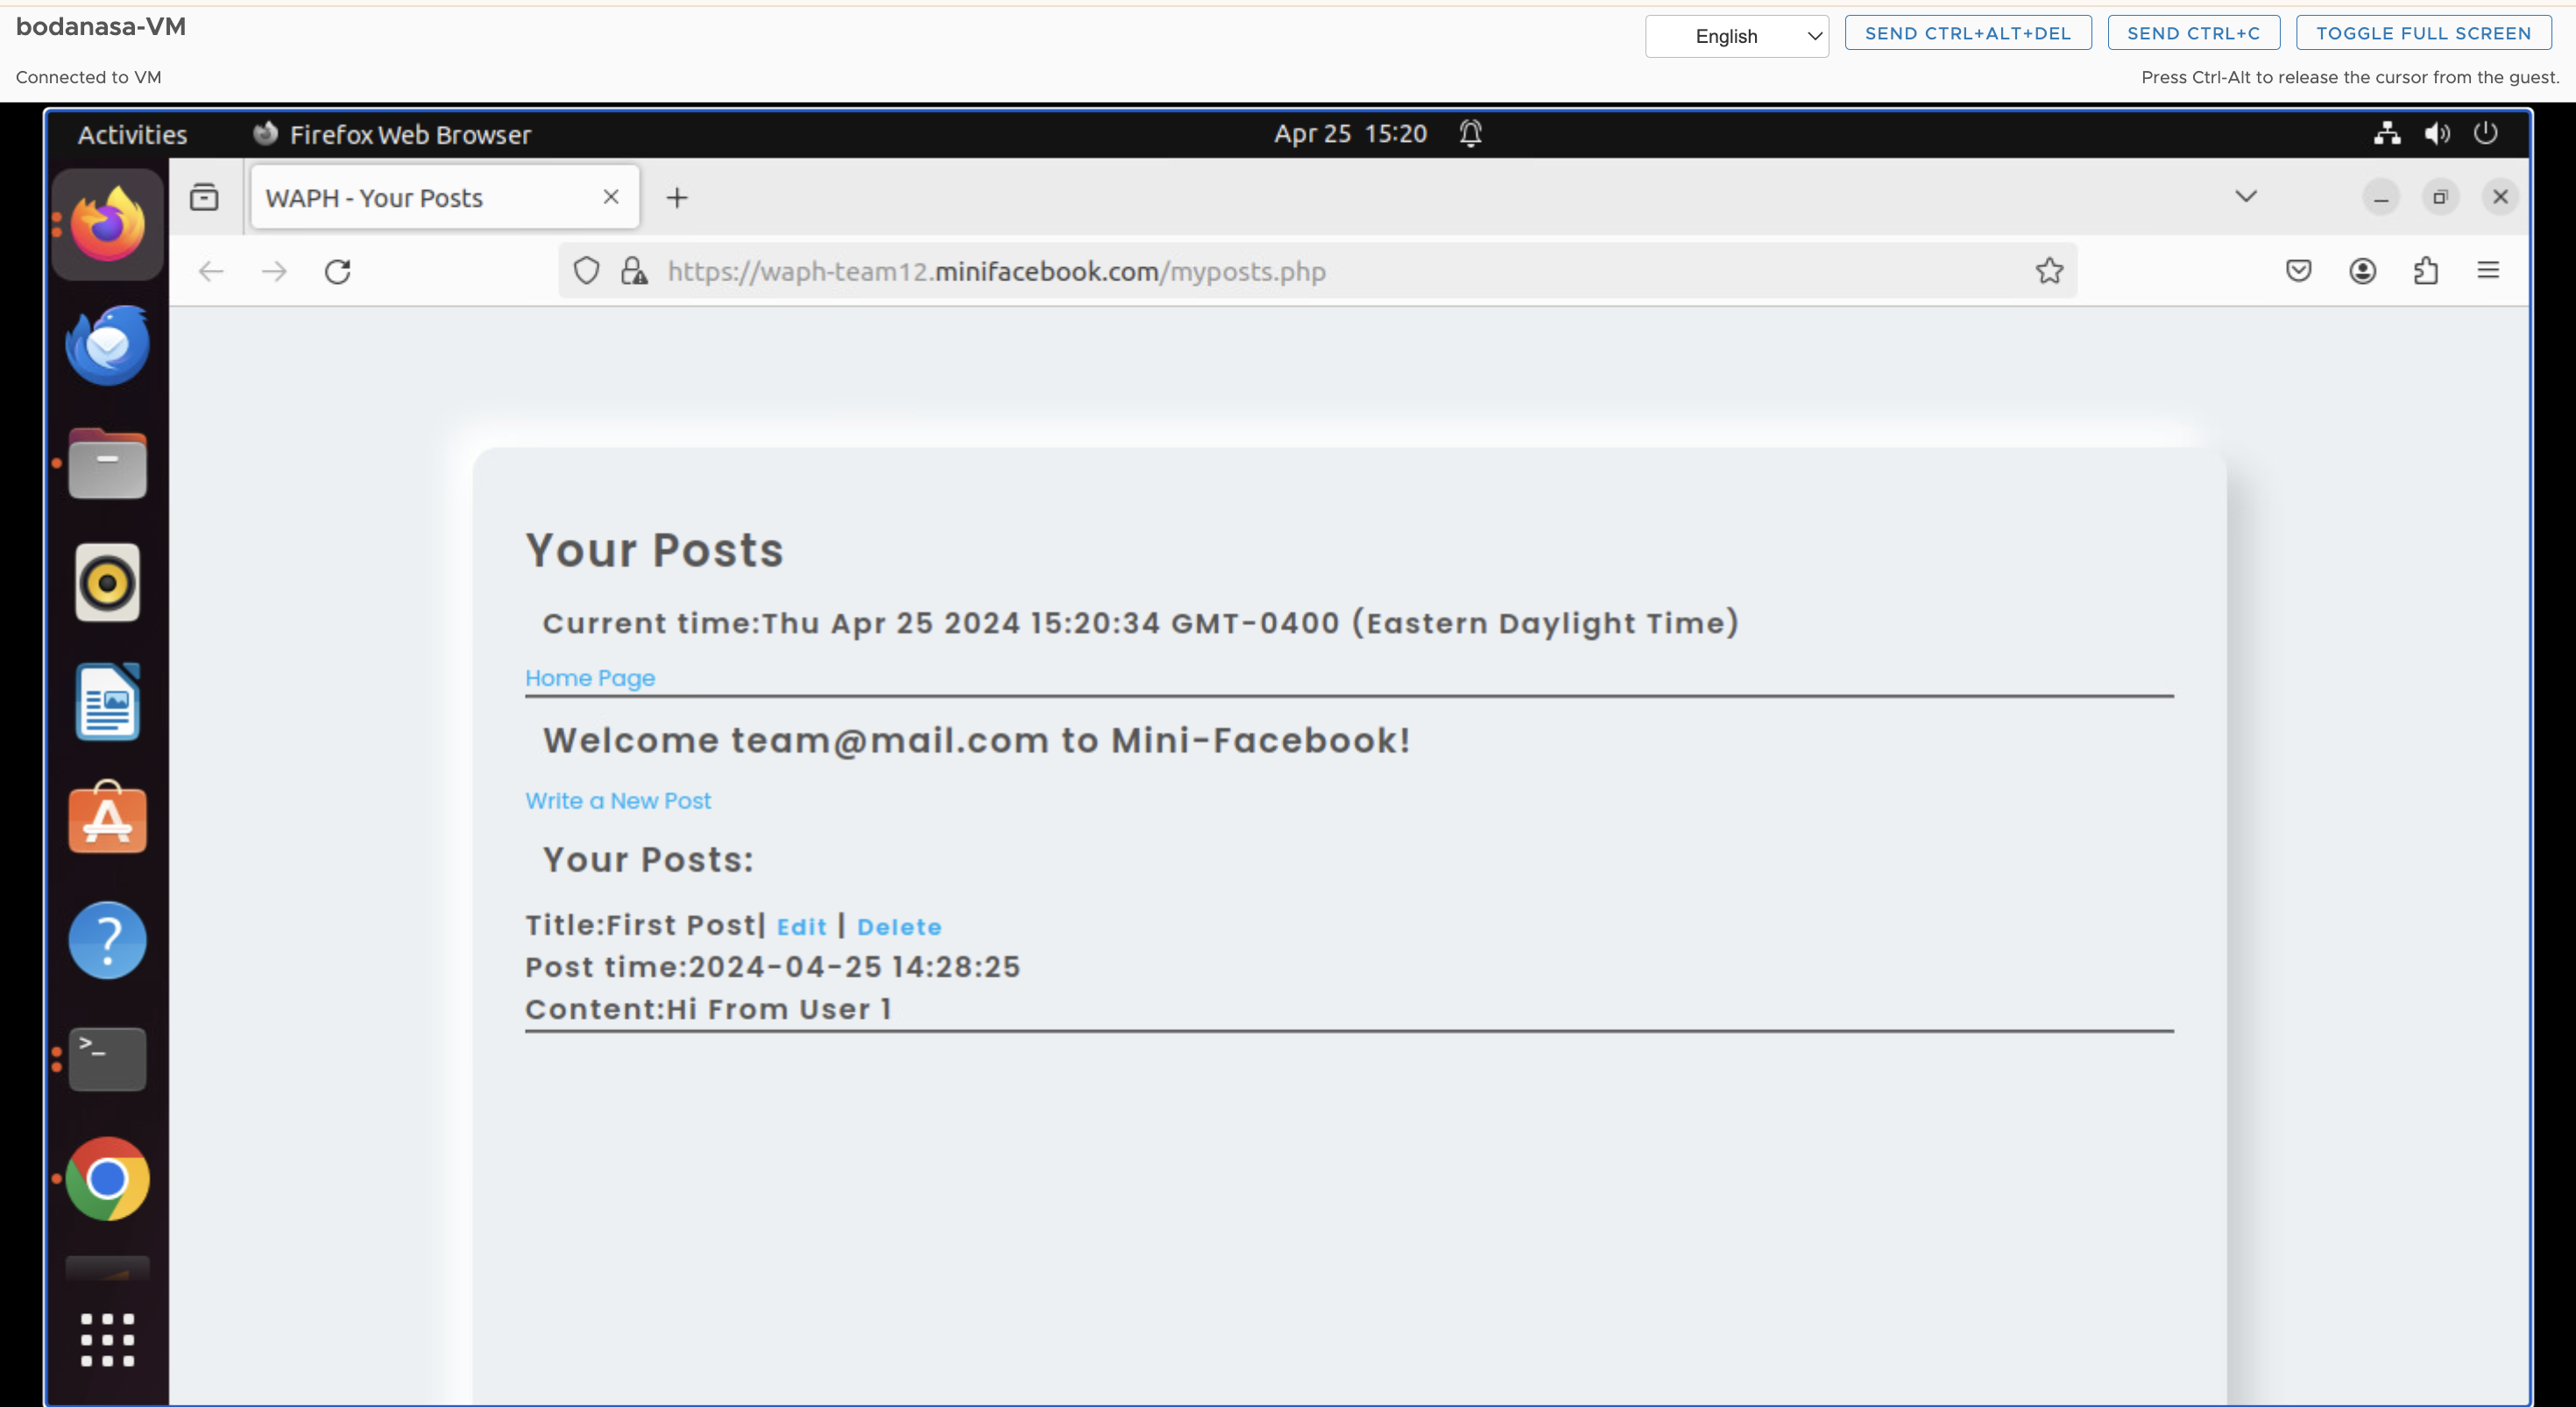 bodanasa-VM
English
SEND CTRL+ALT+DEL
SEND CTRL+C
TOGGLE FULL SCREEN
Connected to VM
Press Ctrl-Alt to release the cursor from the guest.
Activities
Firefox Web Browser
Apr 25 15:20
WAPH - Your Posts
https://waph-team12.minifacebook.com/myposts.php
Your Posts
Current time:Thu Apr 25 2024 15:20:34 GMT-0400 (Eastern Daylight Time)
Home Page
Welcome team@mail.com to Mini-Facebook!
Write a New Post
Your Posts:
Title:First Post| Edit | Delete
Post time:2024-04-25 14:28:25
Content:Hi From User 1